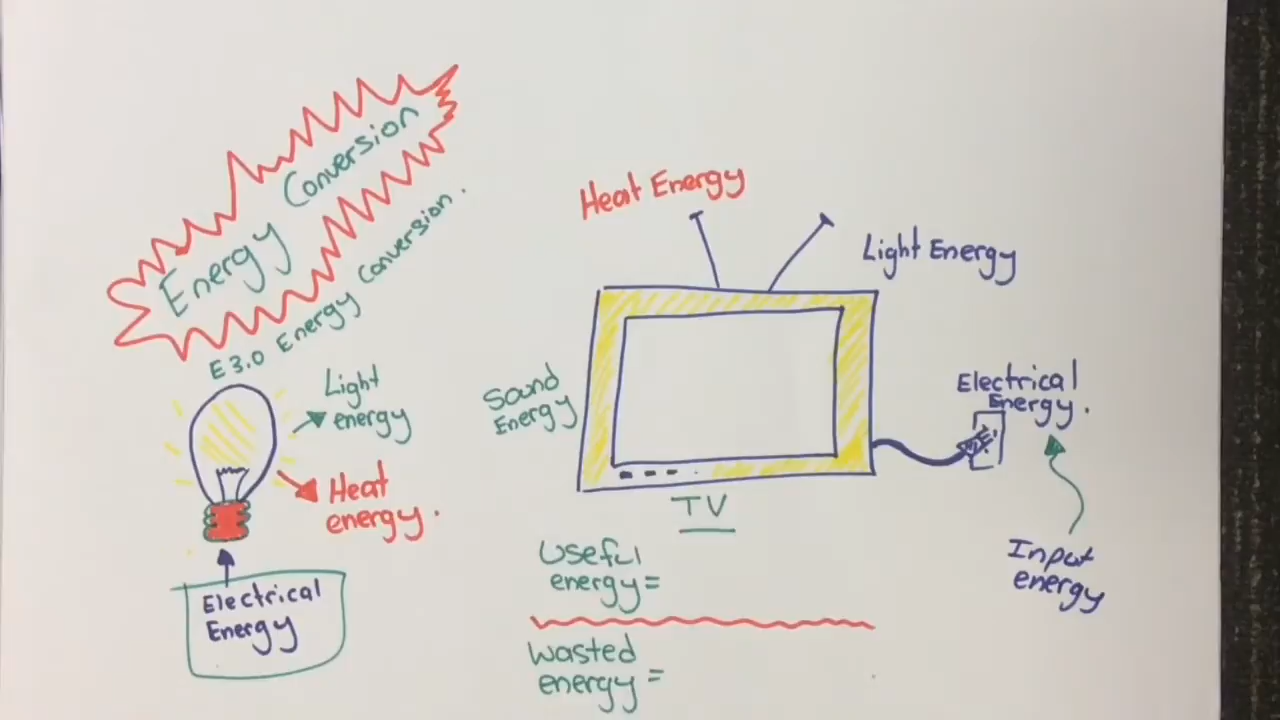 Energy Conversion
E3.0 Energy Conversion.
Light
energy
Heat
energy.
Electrical
Energy
Heat Energy
Light Energy
Sound
Energy
Electrical
Energy.
TV
Input
energy
Useful
energy=
Wasted
energy=